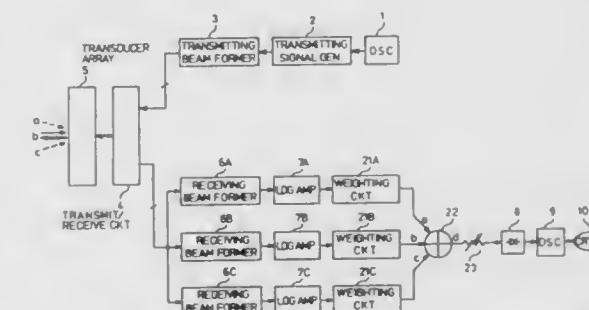 3 2 1
TRANSDUCER ARRAY
5
TRANSMITTING BEAM FORMER
TRANSMITTING SIGNAL GEN
OSC
a
b
c
4
TRANSMIT/ RECEIVE CKT
6A 7A 21A
RECEIVING BEAM FORMER
LOG AMP
WEIGHTING CKT
6B 7B 21B
RECEIVING BEAM FORMER
LOG AMP
WEIGHTING CKT
6C 7C 21C
RECEIVING BEAM FORMER
LOG AMP
WEIGHTING CKT
a
b
c
d
22
23
8 9 10
OSC